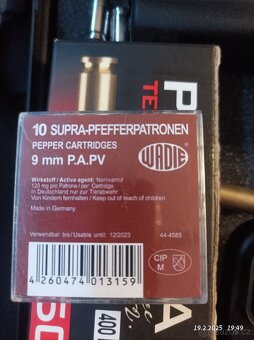 10 SUPRA-PFEFFERPATRONEN
PEPPER CARTRIDGES
9 mm P.A.PV
WADIE
Wirkstoff / Active agent: Nonivamid
120 mg pro Patrone / per Cartridge.
In Deutschland nur zur Tierabwehr
Von Kindern fernhalten / Keep out of reach of children
Made in Germany
Verwendbar bis / Usable until: 12/2023
44-4585
4 260474 013159
CIP
M
400
19.2.2025 19:49